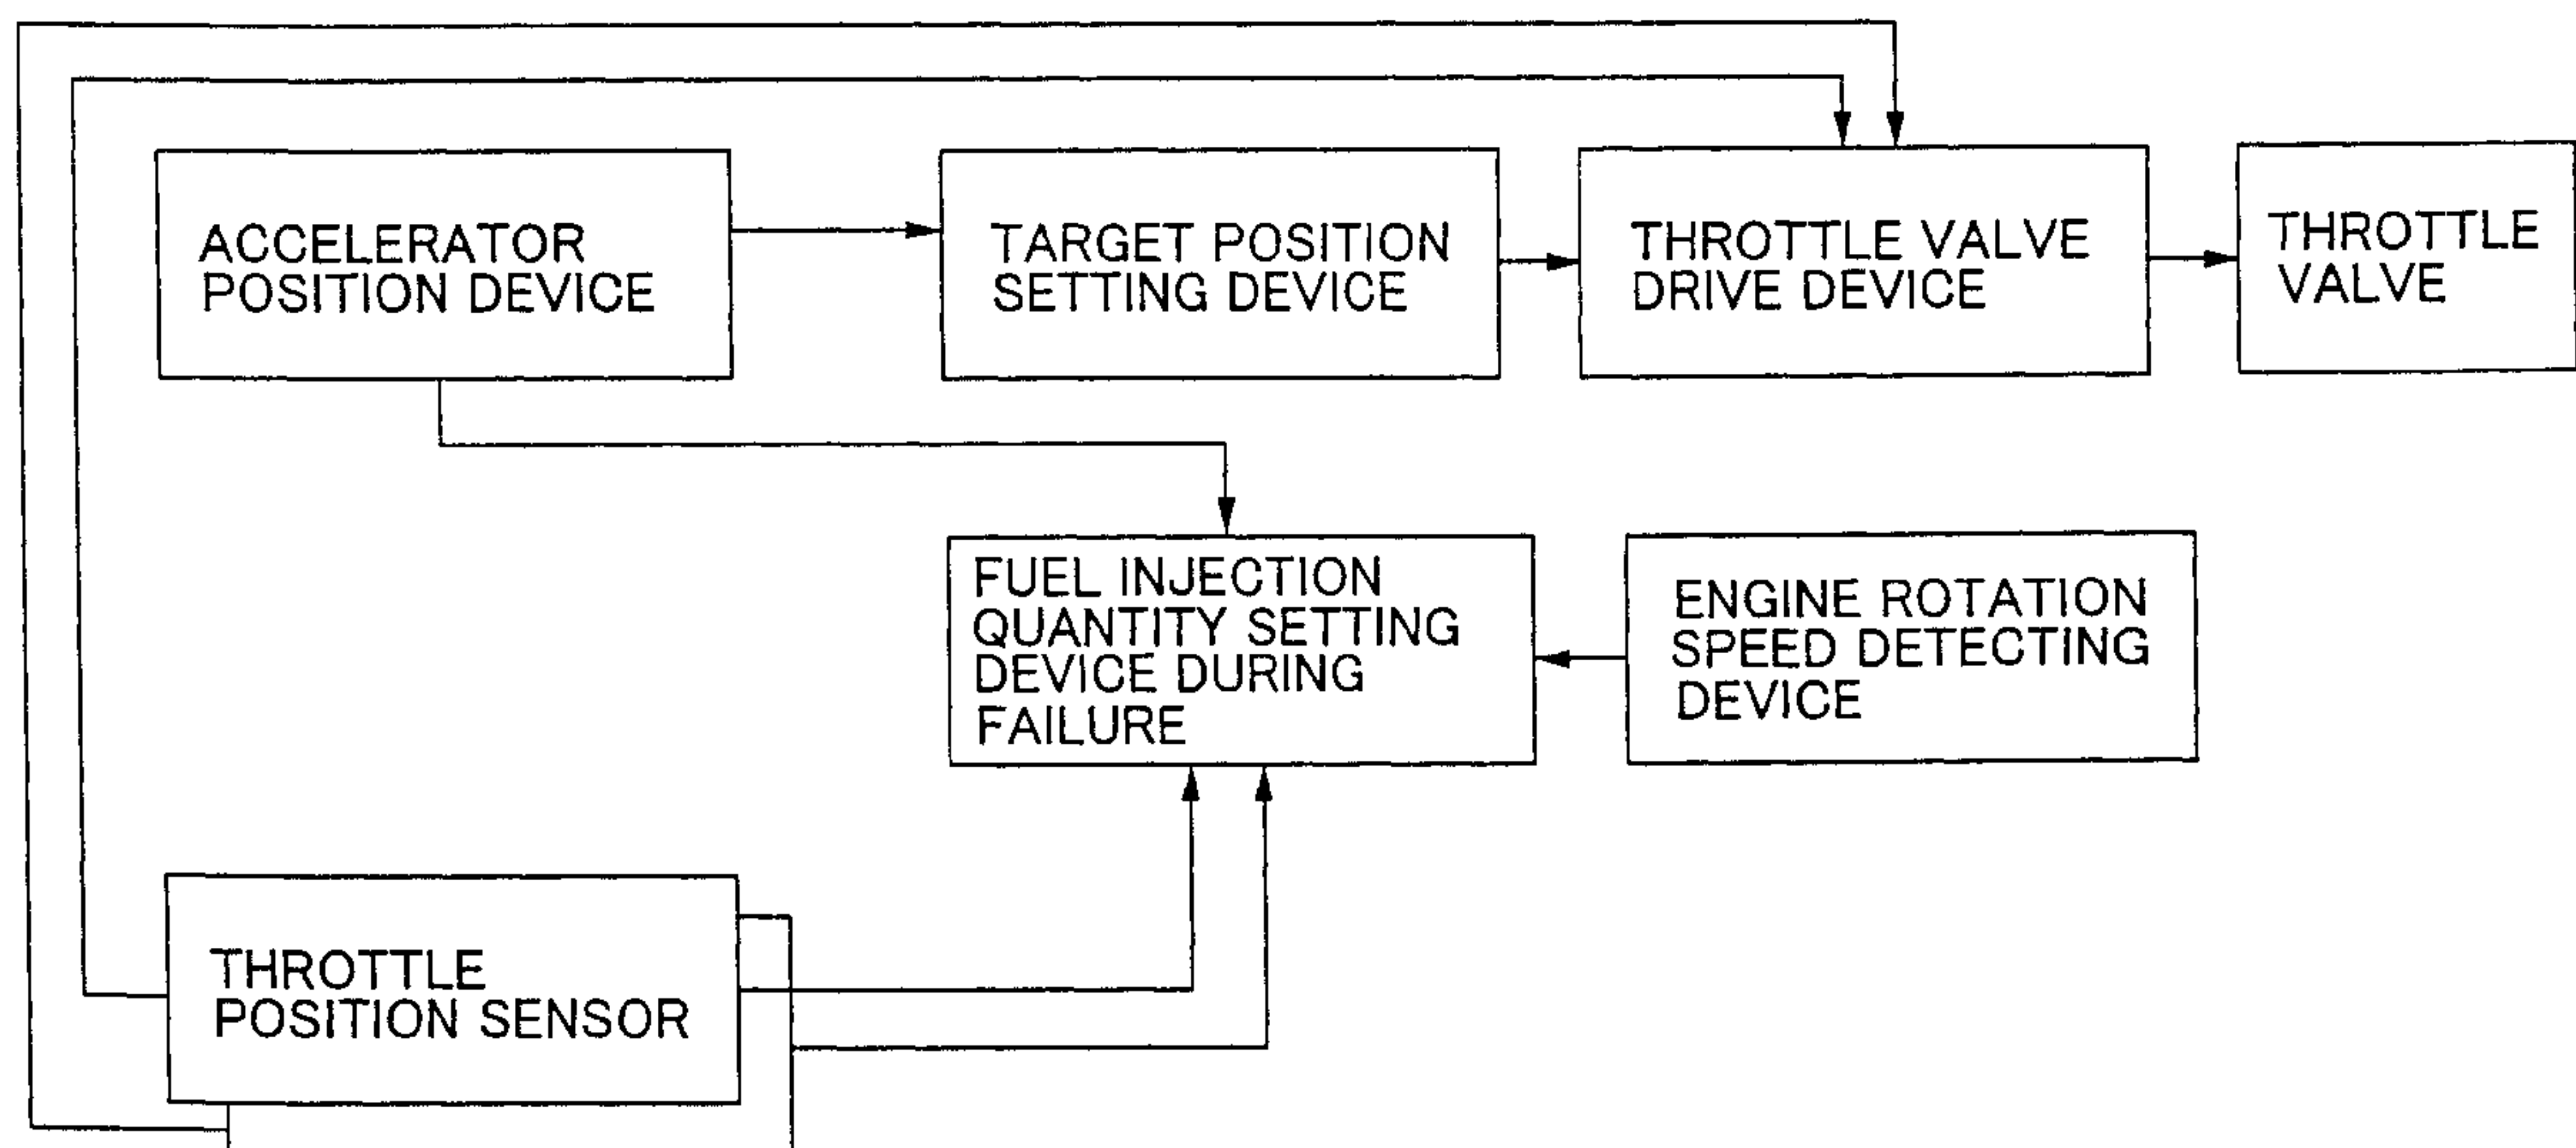 ACCELERATOR
POSITION DEVICE
TARGET POSITION
SETTING DEVICE
THROTTLE VALVE
DRIVE DEVICE
THROTTLE
VALVE
FUEL INJECTION
QUANTITY SETTING
DEVICE DURING
FAILURE
ENGINE ROTATION
SPEED DETECTING
DEVICE
THROTTLE
POSITION SENSOR